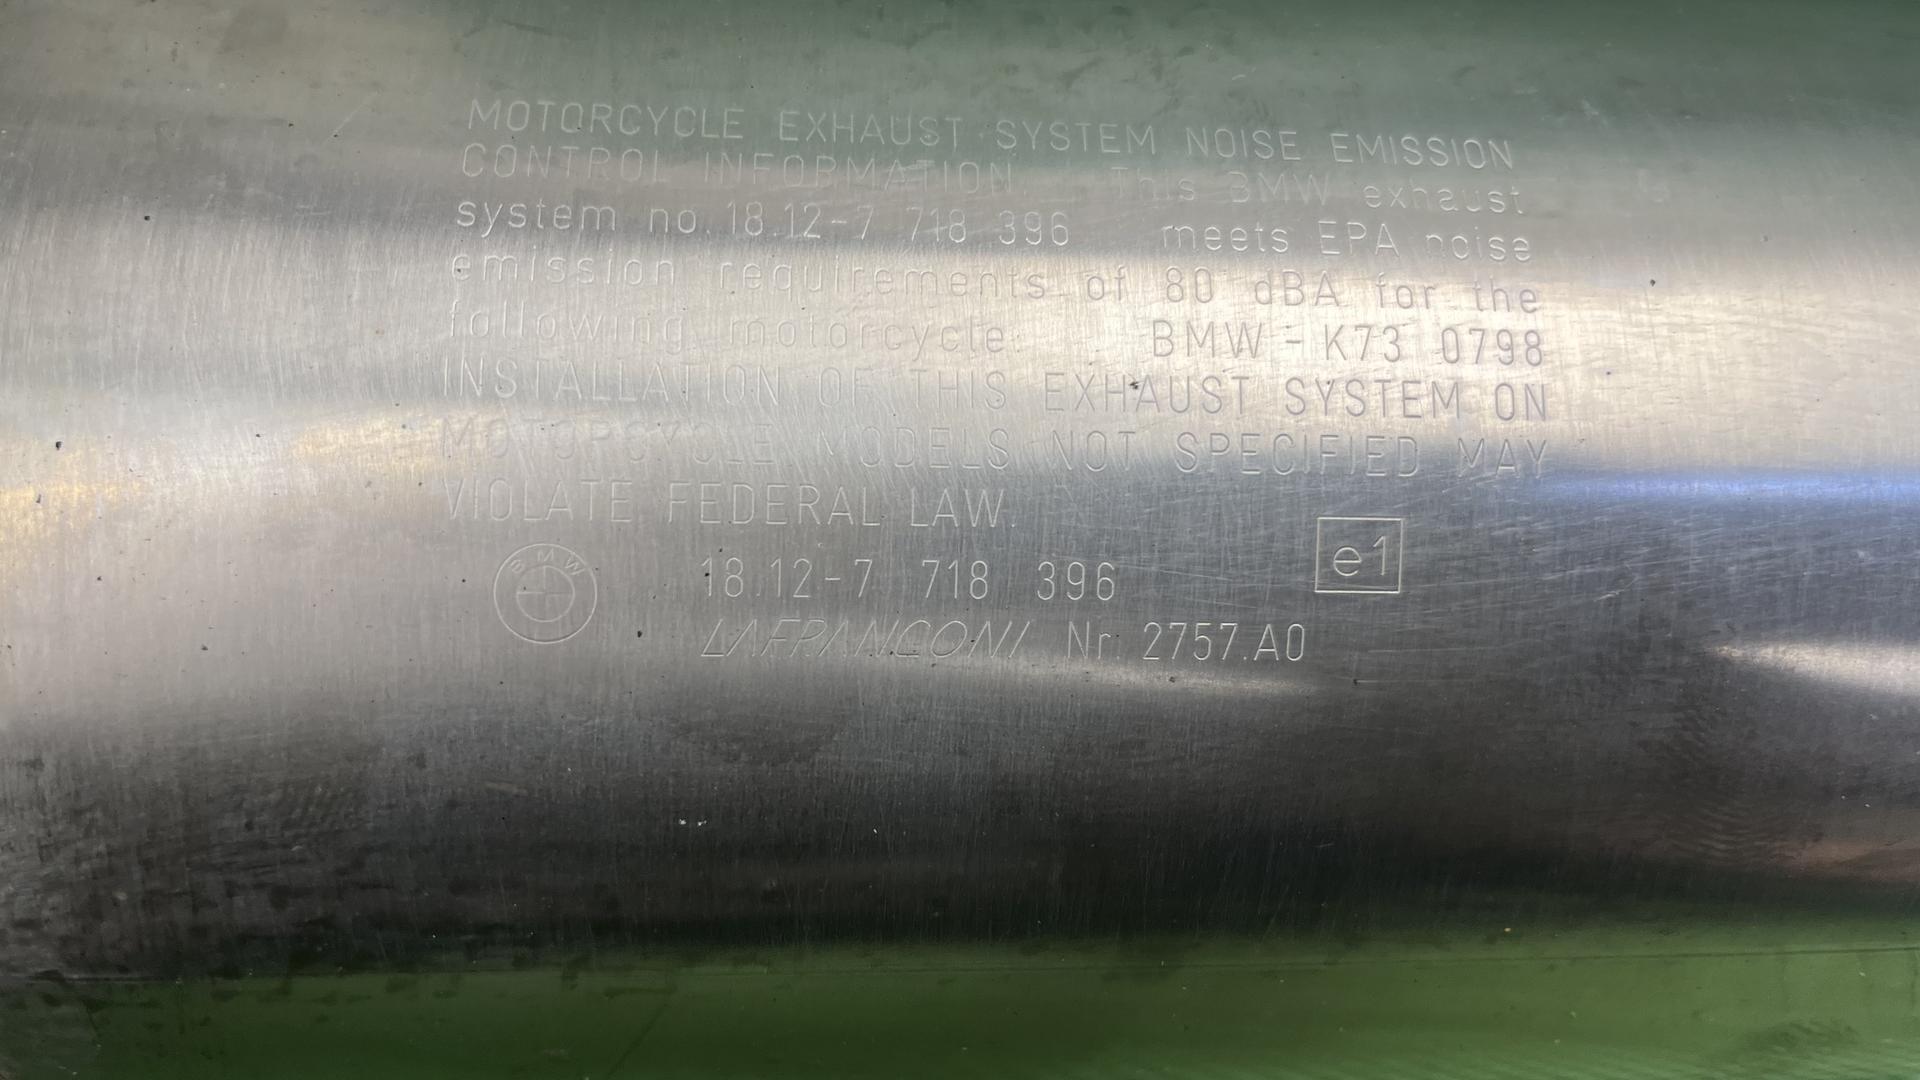 MOTORCYCLE EXHAUST SYSTEM NOISE EMISSION
CONTROL INFORMATION. This BMW exhaust
system no. 18.12-7 718 396 meets EPA noise
emission requirements of 80 dBA for the
following motorcycle: BMW - K73 0798
INSTALLATION OF THIS EXHAUST SYSTEM ON
MOTORCYCLE MODELS NOT SPECIFIED MAY
VIOLATE FEDERAL LAW.
BMW 18.12-7 718 396 e1
LAFRANCONI Nr. 2757.A0